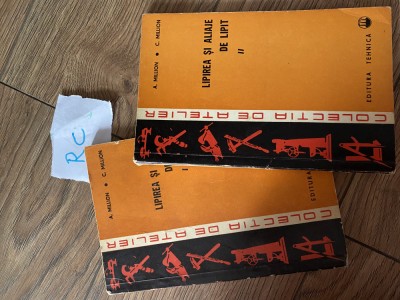 A. MILLION ● C. MILLION
LIPIREA ȘI ALIAJE
DE LIPIT
II
EDITURA TEHNICA
COLECȚIA DE ATELIER
RC
A. MILLION ● C. MILLION
LIPIREA ȘI
D
EDITURA
COLECȚIA DE ATELIER